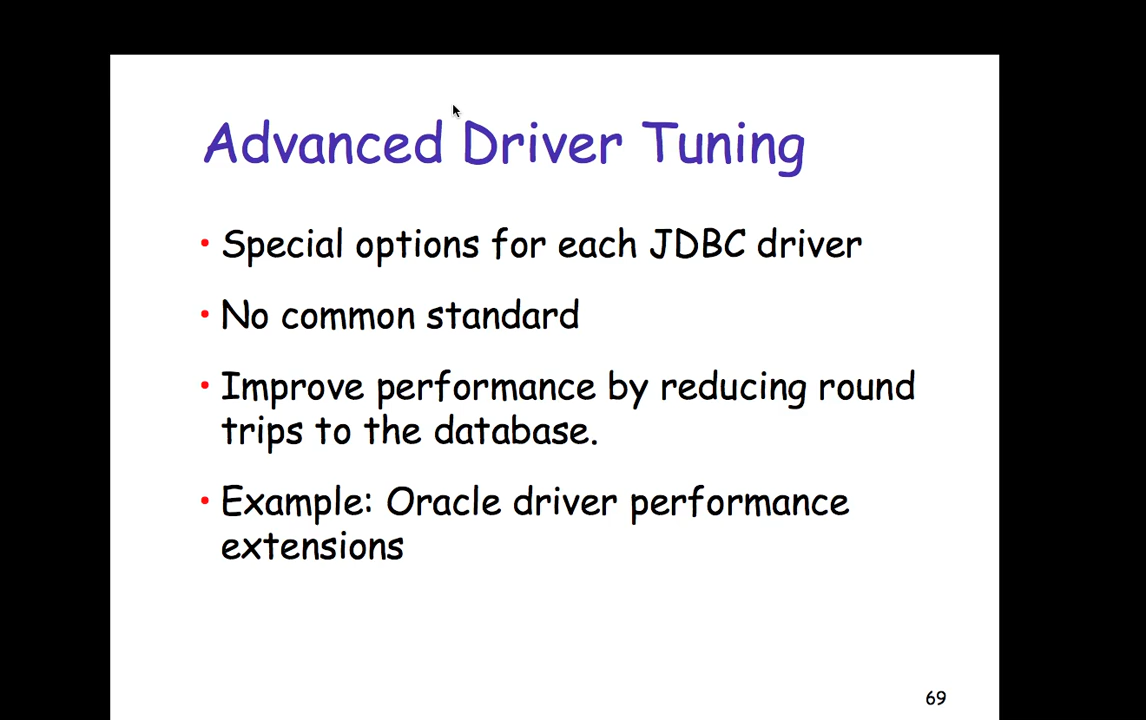 Advanced Driver Tuning
• Special options for each JDBC driver
• No common standard
• Improve performance by reducing round
trips to the database.
• Example: Oracle driver performance
extensions
69